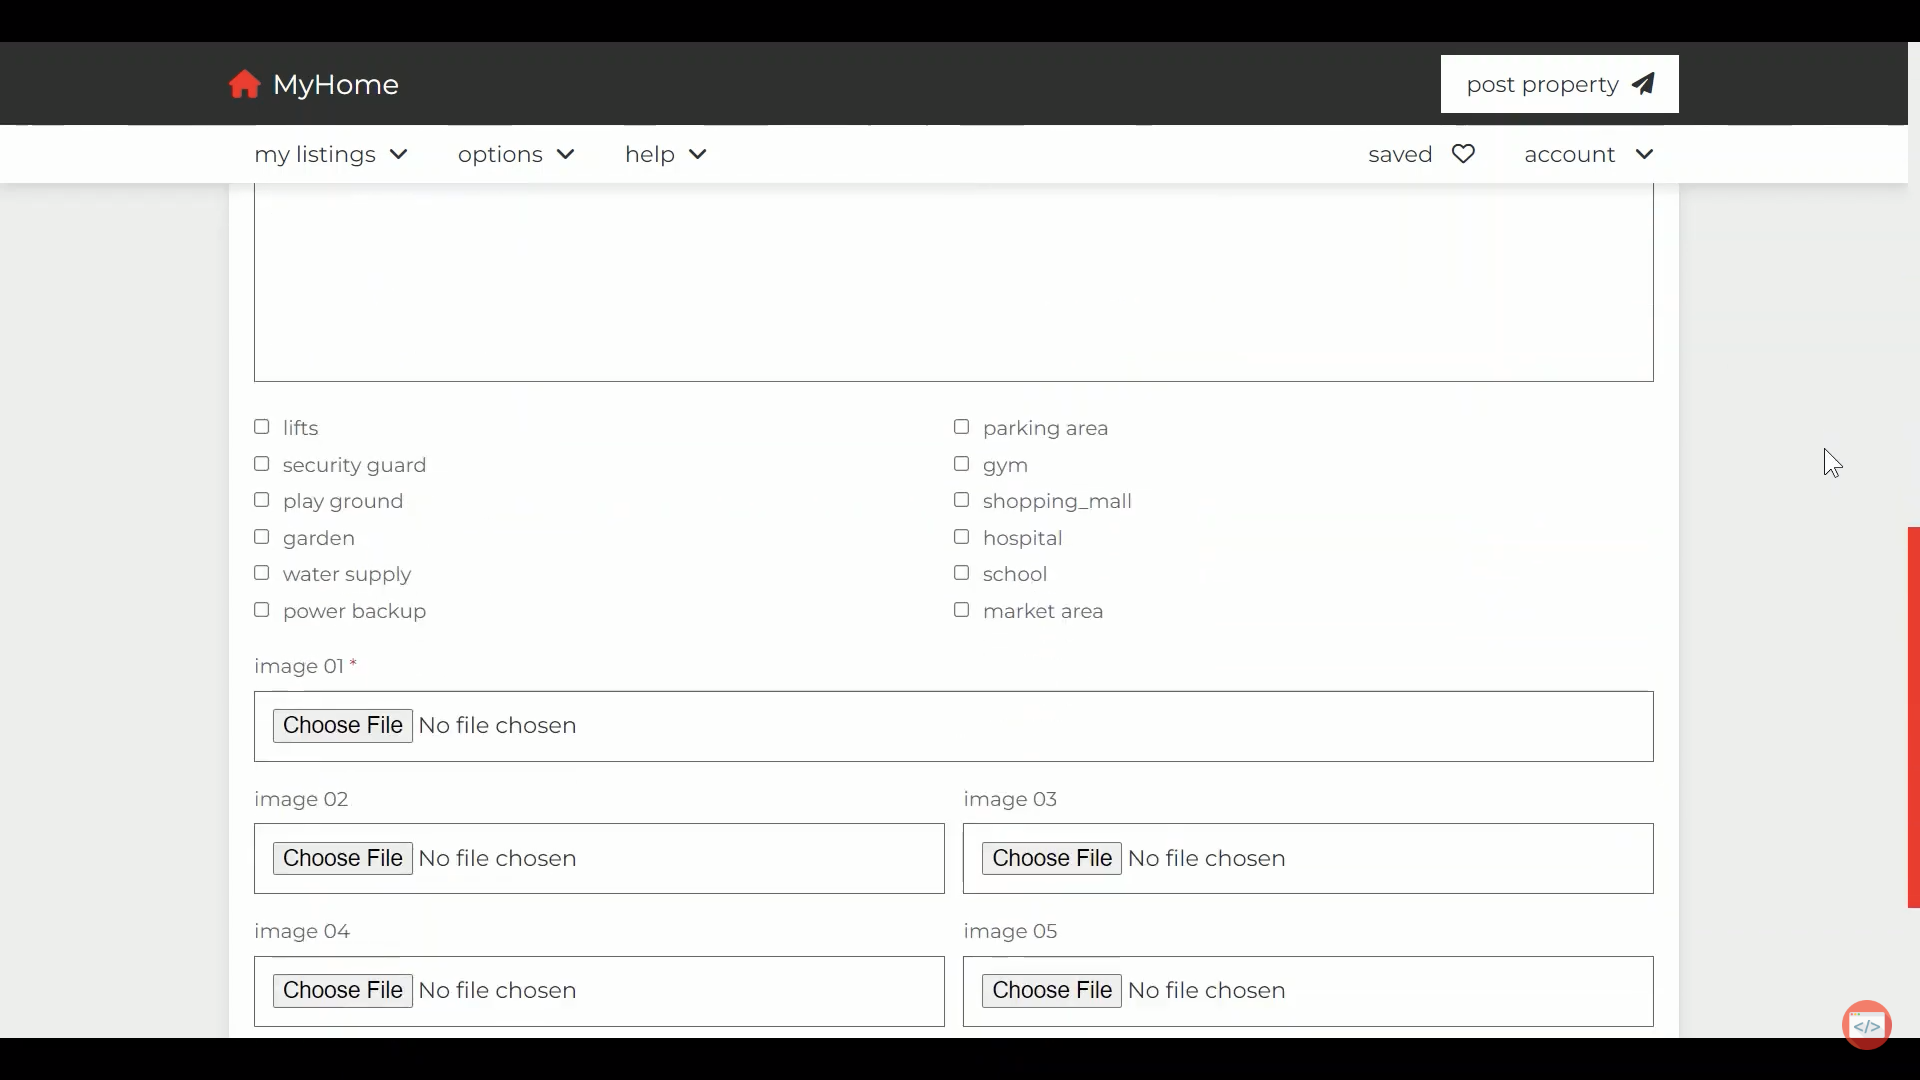 MyHome
post property
my listings
options
help
saved
account
lifts
parking area
security guard
gym
play ground
shopping_mall
garden
hospital
water supply
school
power backup
market area
image 01 *
Choose File No file chosen
image 02
image 03
Choose File No file chosen
Choose File No file chosen
image 04
image 05
Choose File No file chosen
Choose File No file chosen
</>